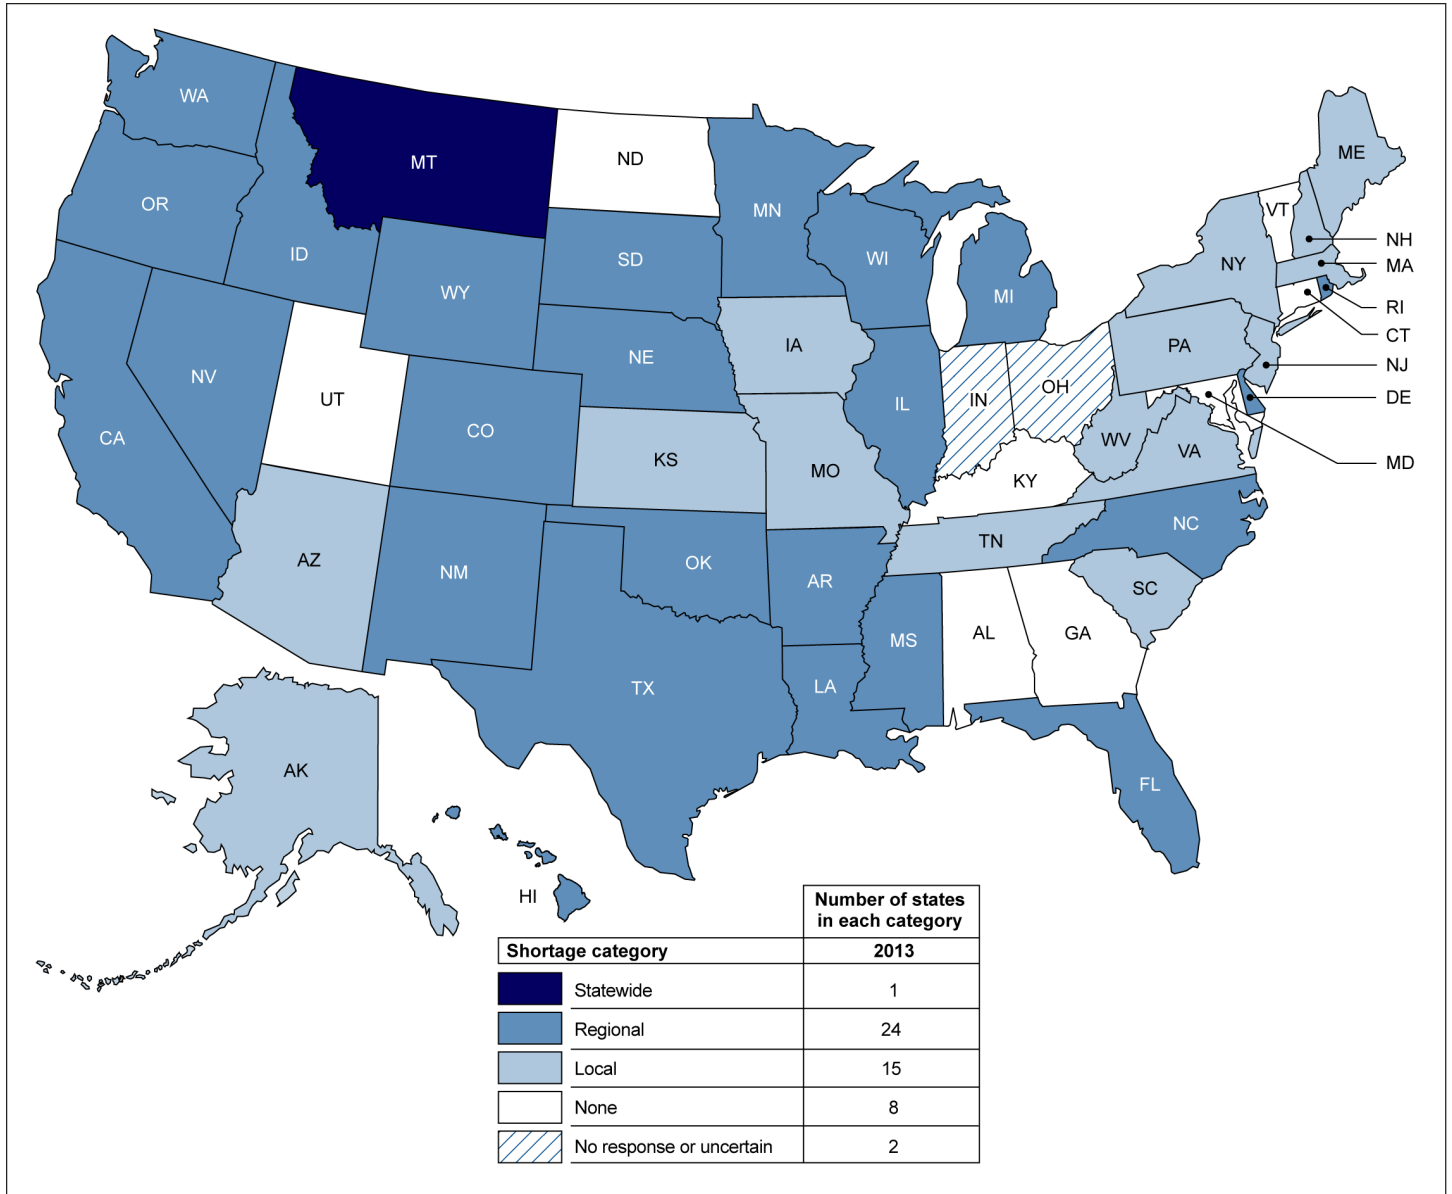 WA
MT
ND
ME
OR
MN
VT
ID
SD
WI
NY
NH
MA
WY
MI
RI
CT
IA
PA
NE
NJ
NV
UT
IN
OH
DE
CA
CO
IL
WV
KS
MO
VA
MD
KY
NC
AZ
NM
OK
TN
AR
SC
MS
AL
GA
TX
LA
AK
FL
HI
Number of states
in each category
Shortage category 2013
Statewide 1
Regional 24
Local 15
None 8
No response or uncertain 2